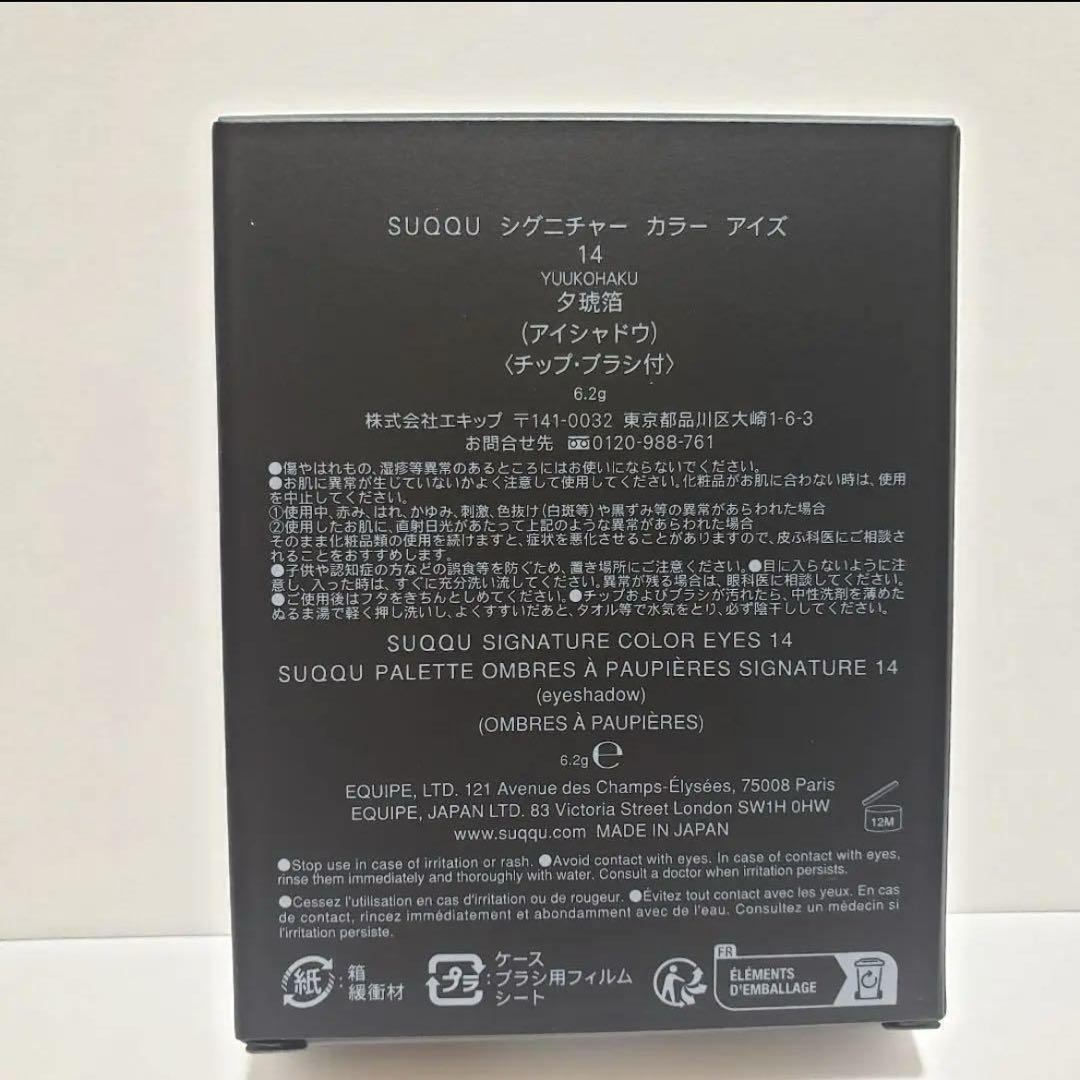 SUQQU シグニチャー カラー アイズ
14
YUUKOHAKU
夕琥箔
(アイシャドウ)
〈チップ・ブラシ付〉
6.2g
株式会社エキップ 〒141-0032 東京都品川区大崎1-6-3
お問合せ先 0120-988-761
●傷やはれもの、湿疹等異常のあるところにはお使いにならないでください。
●お肌に異常が生じていないかよく注意して使用してください。化粧品がお肌に合わない時は、使用
を中止してください。
①使用中、赤み、はれ、かゆみ、刺激、色抜け(白斑等)や黒ずみ等の異常があらわれた場合
②使用したお肌に、直射日光があたって上記のような異常があらわれた場合
そのまま化粧品類の使用を続けますと、症状を悪化させることがありますので、皮ふ科医にご相談さ
れることをおすすめします。
●子供や認知症の方などの誤食等を防ぐため、置き場所にご注意ください。●目に入らないように注
意し、入った時は、すぐに充分洗い流してください。異常が残る場合は、眼科医に相談してください。
●ご使用後はフタをきちんとしめてください。●チップおよびブラシが汚れたら、中性洗剤を薄めた
ぬるま湯で軽く押し洗いし、よくすすいだあと、タオル等で水気をとり、必ず陰干ししてください。
SUQQU SIGNATURE COLOR EYES 14
SUQQU PALETTE OMBRES À PAUPIÈRES SIGNATURE 14
(eyeshadow)
(OMBRES À PAUPIÈRES)
6.2g ℮
EQUIPE, LTD. 121 Avenue des Champs-Élysées, 75008 Paris
EQUIPE, JAPAN LTD. 83 Victoria Street London SW1H 0HW
www.suqqu.com MADE IN JAPAN
12M
●Stop use in case of irritation or rash. ●Avoid contact with eyes. In case of contact with eyes,
rinse them immediately and thoroughly with water. Consult a doctor when irritation persists.
●Cessez l'utilisation en cas d'irritation ou de rougeur. ●Évitez tout contact avec les yeux. En cas
de contact, rincez immédiatement et abondamment avec de l'eau. Consultez un médecin si
l'irritation persiste.
紙:箱
緩衝材
プラ:ケース
ブラシ用フィルム
シート
FR
ÉLÉMENTS
D'EMBALLAGE